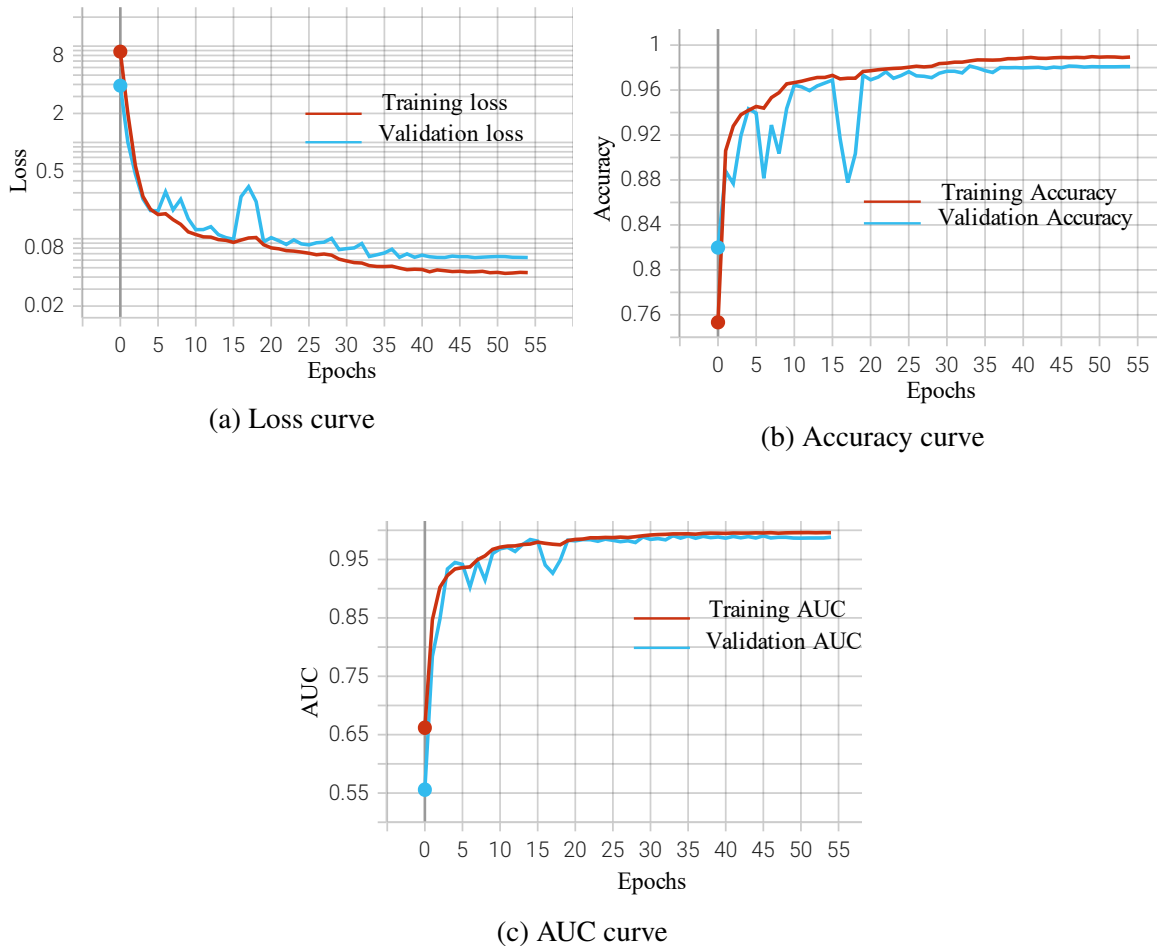 8
2
0.5
0.08
0.02
Loss
Training loss
Validation loss
0 5 10 15 20 25 30 35 40 45 50 55
Epochs
(a) Loss curve
1
0.96
0.92
0.88
0.84
0.8
0.76
Accuracy
Training Accuracy
Validation Accuracy
0 5 10 15 20 25 30 35 40 45 50 55
Epochs
(b) Accuracy curve
0.95
0.85
0.75
0.65
0.55
AUC
Training AUC
Validation AUC
0 5 10 15 20 25 30 35 40 45 50 55
Epochs
(c) AUC curve